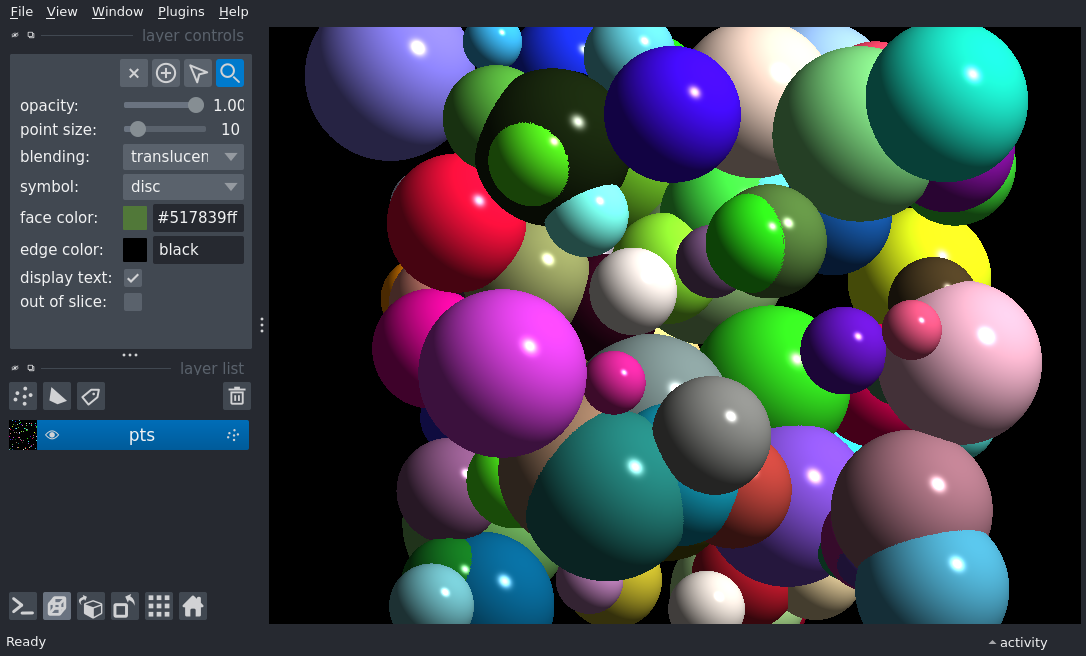 File View Window Plugins Help
layer controls
opacity: 1.00
point size: 10
blending: translucen
symbol: disc
face color: #517839ff
edge color: black
display text:
out of slice:
layer list
pts
Ready
activity